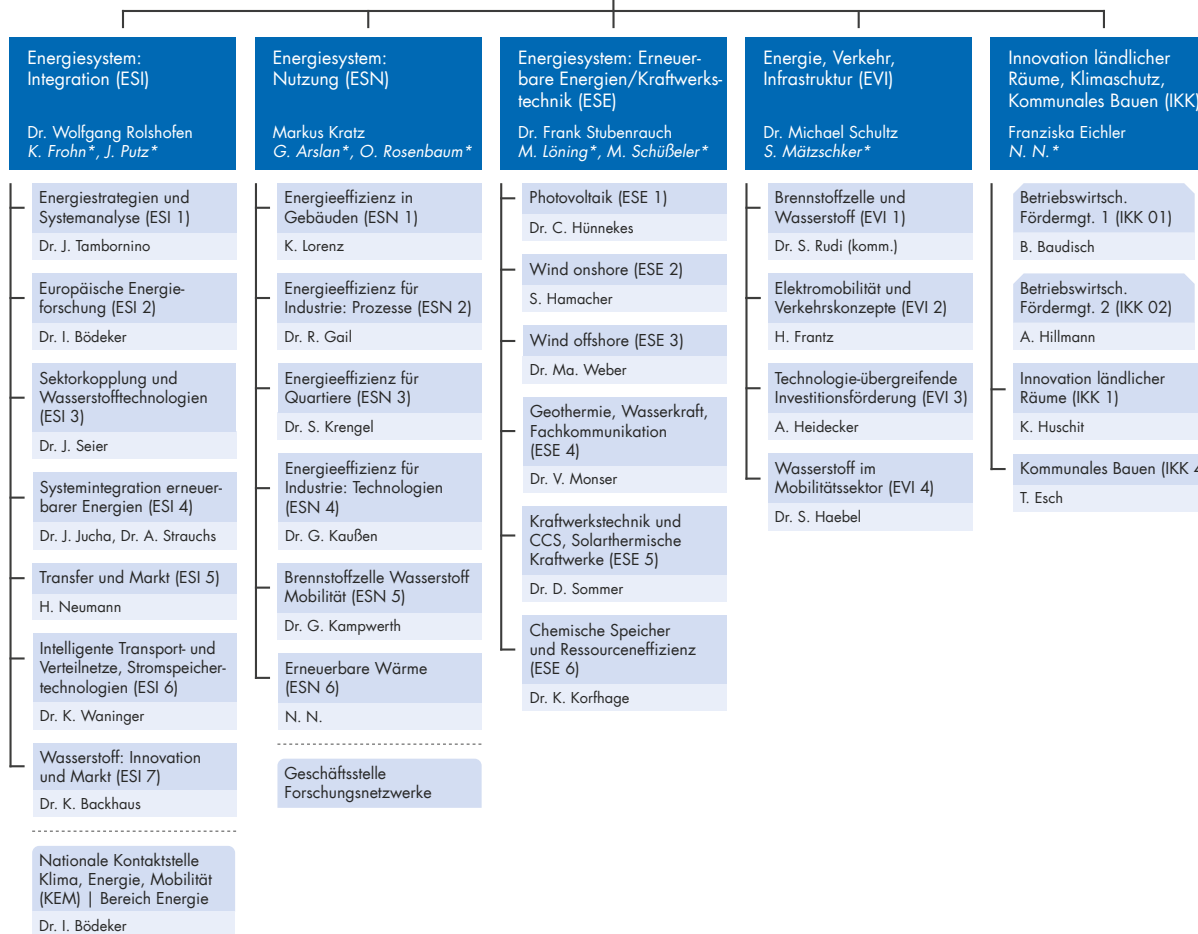 Energiesystem:
Integration (ESI)
Dr. Wolfgang Rolshofen
K. Frohn*, J. Putz*
Energiestrategien und
Systemanalyse (ESI 1)
Dr. J. Tambornino
Europäische Energie-
forschung (ESI 2)
Dr. I. Bödeker
Sektorkopplung und
Wasserstofftechnologien
(ESI 3)
Dr. J. Seier
Systemintegration erneuer-
barer Energien (ESI 4)
Dr. J. Jucha, Dr. A. Strauchs
Transfer und Markt (ESI 5)
H. Neumann
Intelligente Transport- und
Verteilnetze, Stromspeicher-
technologien (ESI 6)
Dr. K. Waninger
Wasserstoff: Innovation
und Markt (ESI 7)
Dr. K. Backhaus
Nationale Kontaktstelle
Klima, Energie, Mobilität
(KEM) | Bereich Energie
Dr. I. Bödeker
Energiesystem:
Nutzung (ESN)
Markus Kratz
G. Arslan*, O. Rosenbaum*
Energieeffizienz in
Gebäuden (ESN 1)
K. Lorenz
Energieeffizienz für
Industrie: Prozesse (ESN 2)
Dr. R. Gail
Energieeffizienz für
Quartiere (ESN 3)
Dr. S. Krengel
Energieeffizienz für
Industrie: Technologien
(ESN 4)
Dr. G. Kaußen
Brennstoffzelle Wasserstoff
Mobilität (ESN 5)
Dr. G. Kampwerth
Erneuerbare Wärme
(ESN 6)
N. N.
Geschäftsstelle
Forschungsnetzwerke
Energiesystem: Erneuer-
bare Energien/Kraftwerks-
technik (ESE)
Dr. Frank Stubenrauch
M. Löning*, M. Schüßeler*
Photovoltaik (ESE 1)
Dr. C. Hünnekes
Wind onshore (ESE 2)
S. Hamacher
Wind offshore (ESE 3)
Dr. Ma. Weber
Geothermie, Wasserkraft,
Fachkommunikation
(ESE 4)
Dr. V. Monser
Kraftwerkstechnik und
CCS, Solarthermische
Kraftwerke (ESE 5)
Dr. D. Sommer
Chemische Speicher
und Ressourceneffizienz
(ESE 6)
Dr. K. Korfhage
Energie, Verkehr,
Infrastruktur (EVI)
Dr. Michael Schultz
S. Mätzschker*
Brennstoffzelle und
Wasserstoff (EVI 1)
Dr. S. Rudi (komm.)
Elektromobilität und
Verkehrskonzepte (EVI 2)
H. Frantz
Technologie-übergreifende
Investitionsförderung (EVI 3)
A. Heidecker
Wasserstoff im
Mobilitätssektor (EVI 4)
Dr. S. Haebel
Innovation ländlicher
Räume, Klimaschutz,
Kommunales Bauen (IKK)
Franziska Eichler
N. N.*
Betriebswirtsch.
Fördermgt. 1 (IKK 01)
B. Baudisch
Betriebswirtsch.
Fördermgt. 2 (IKK 02)
A. Hillmann
Innovation ländlicher
Räume (IKK 1)
K. Huschit
Kommunales Bauen (IKK 4
T. Esch